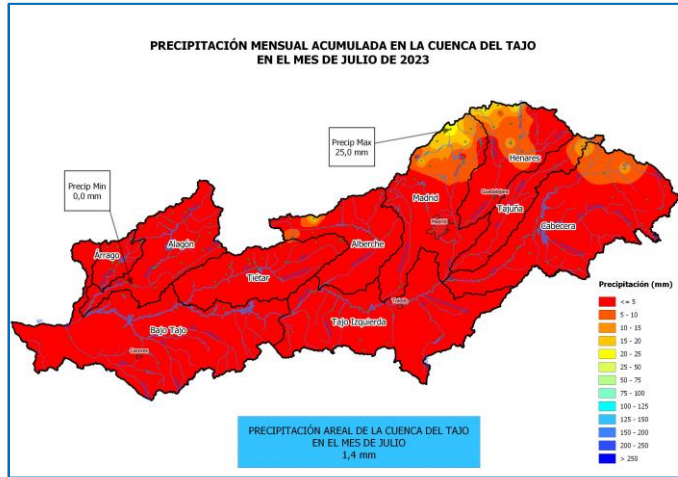 PRECIPITACIÓN MENSUAL ACUMULADA EN LA CUENCA DEL TAJO
EN EL MES DE JULIO DE 2023
Precip Max
25,0 mm
Precip Min
0,0 mm
Henares
Guadalajara
Madrid
Tajuña
Madrid
Cabecera
Árrago
Alagón
Alberche
Tiétar
Toledo
Bajo Tajo
Tajo Izquierda
Cáceres
Precipitación (mm)
<= 5
5 - 10
10 - 15
15 - 20
20 - 25
25 - 50
50 - 75
75 - 100
100 - 125
125 - 150
150 - 200
200 - 250
> 250
PRECIPITACIÓN AREAL DE LA CUENCA DEL TAJO
EN EL MES DE JULIO
1,4 mm